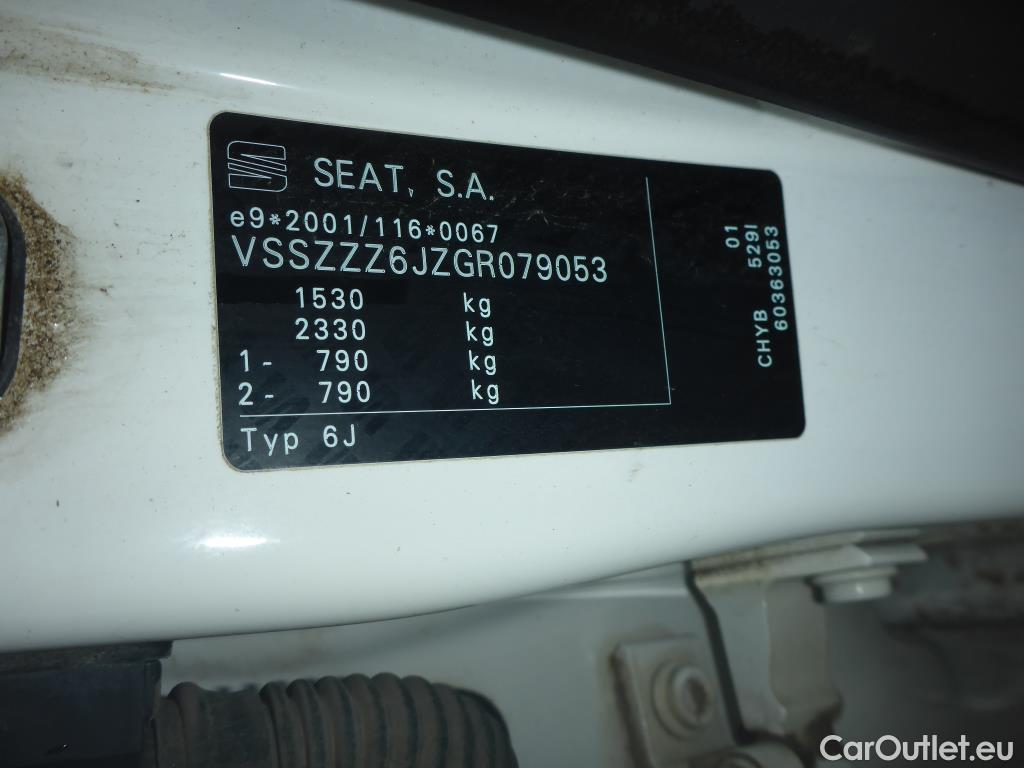 SEAT, S.A.
e9*2001/116*0067
VSSZZZ6JZGR079053
1530 kg
2330 kg
1- 790 kg
2- 790 kg
Typ 6J
01
CHYB 529I
60363053
CarOutlet.eu